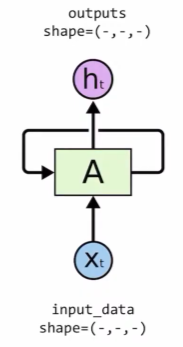 outputs
shape=(-,-,-)
ht
A
xt
input_data
shape=(-,-,-)